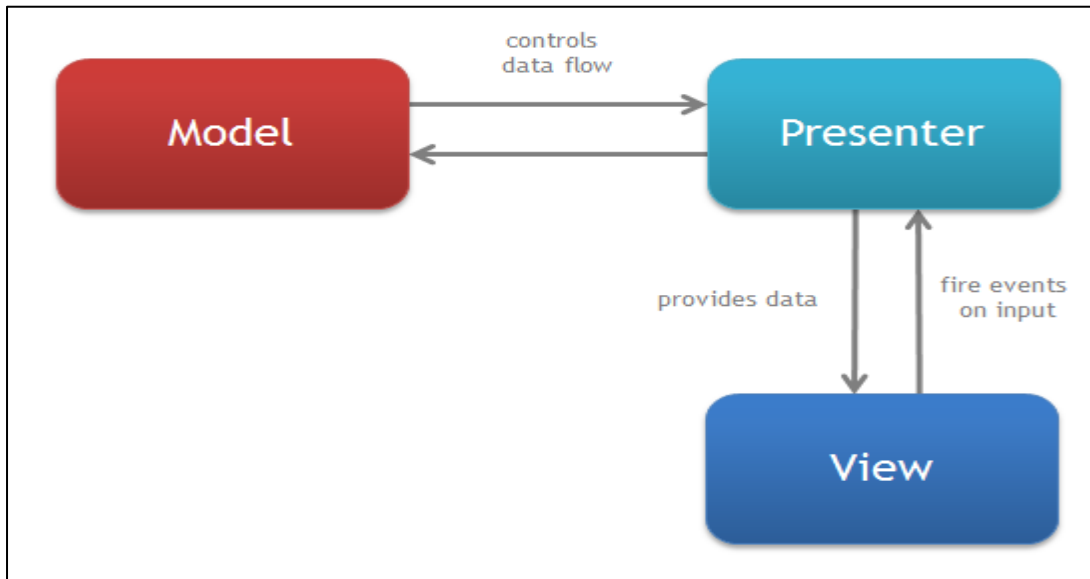 controls
data flow
Model
Presenter
provides data
fire events
on input
View